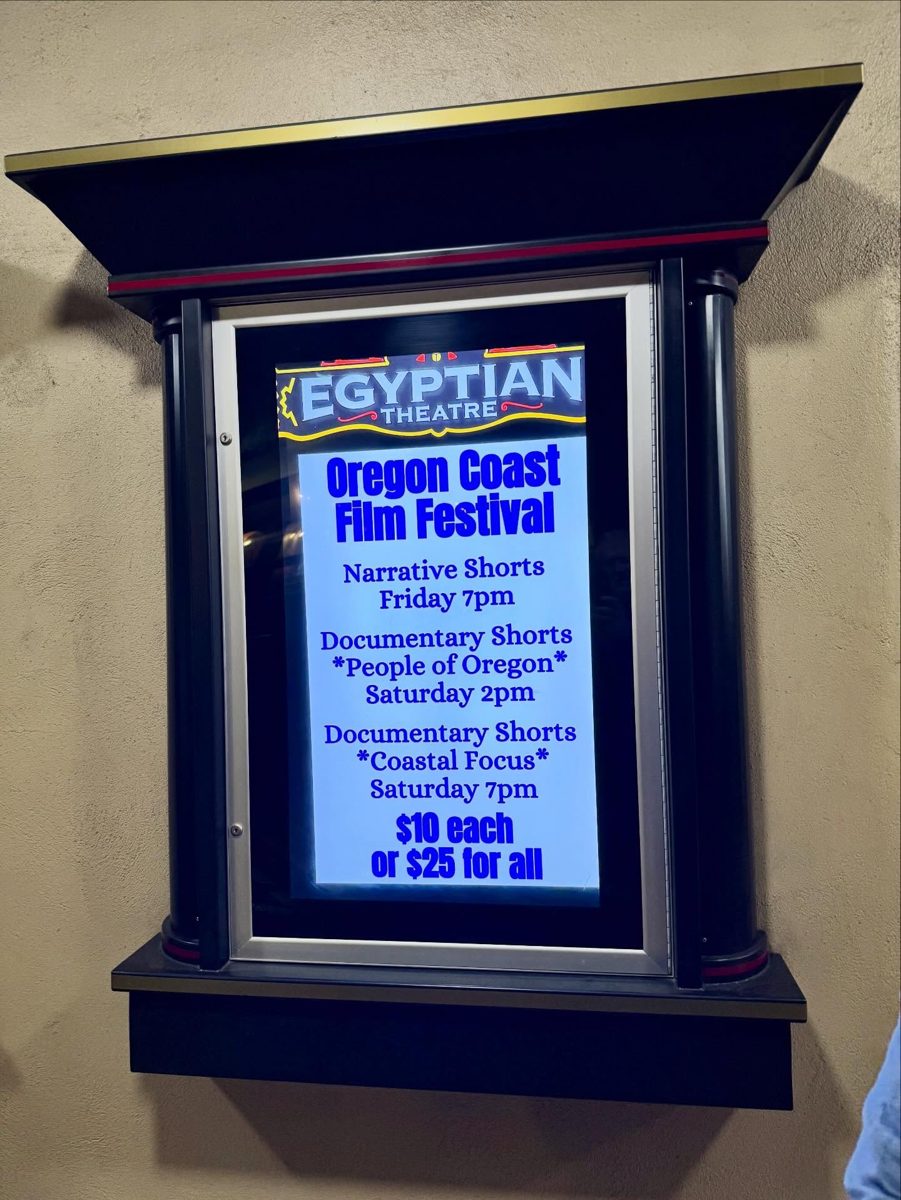 EGYPTIAN
THEATRE
Oregon Coast
Film Festival
Narrative Shorts
Friday 7pm
Documentary Shorts
*People of Oregon*
Saturday 2pm
Documentary Shorts
*Coastal Focus*
Saturday 7pm
$10 each
or $25 for all